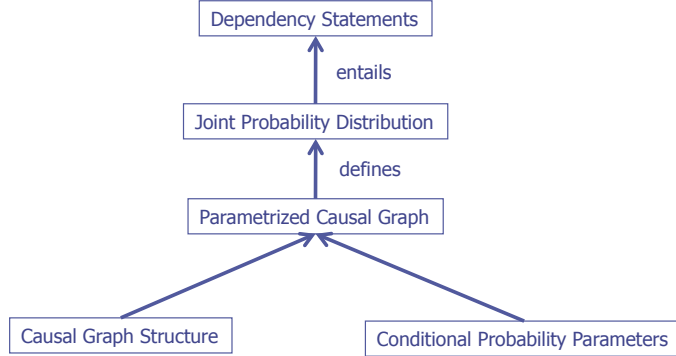 Dependency Statements
entails
Joint Probability Distribution
defines
Parametrized Causal Graph
Causal Graph Structure
Conditional Probability Parameters